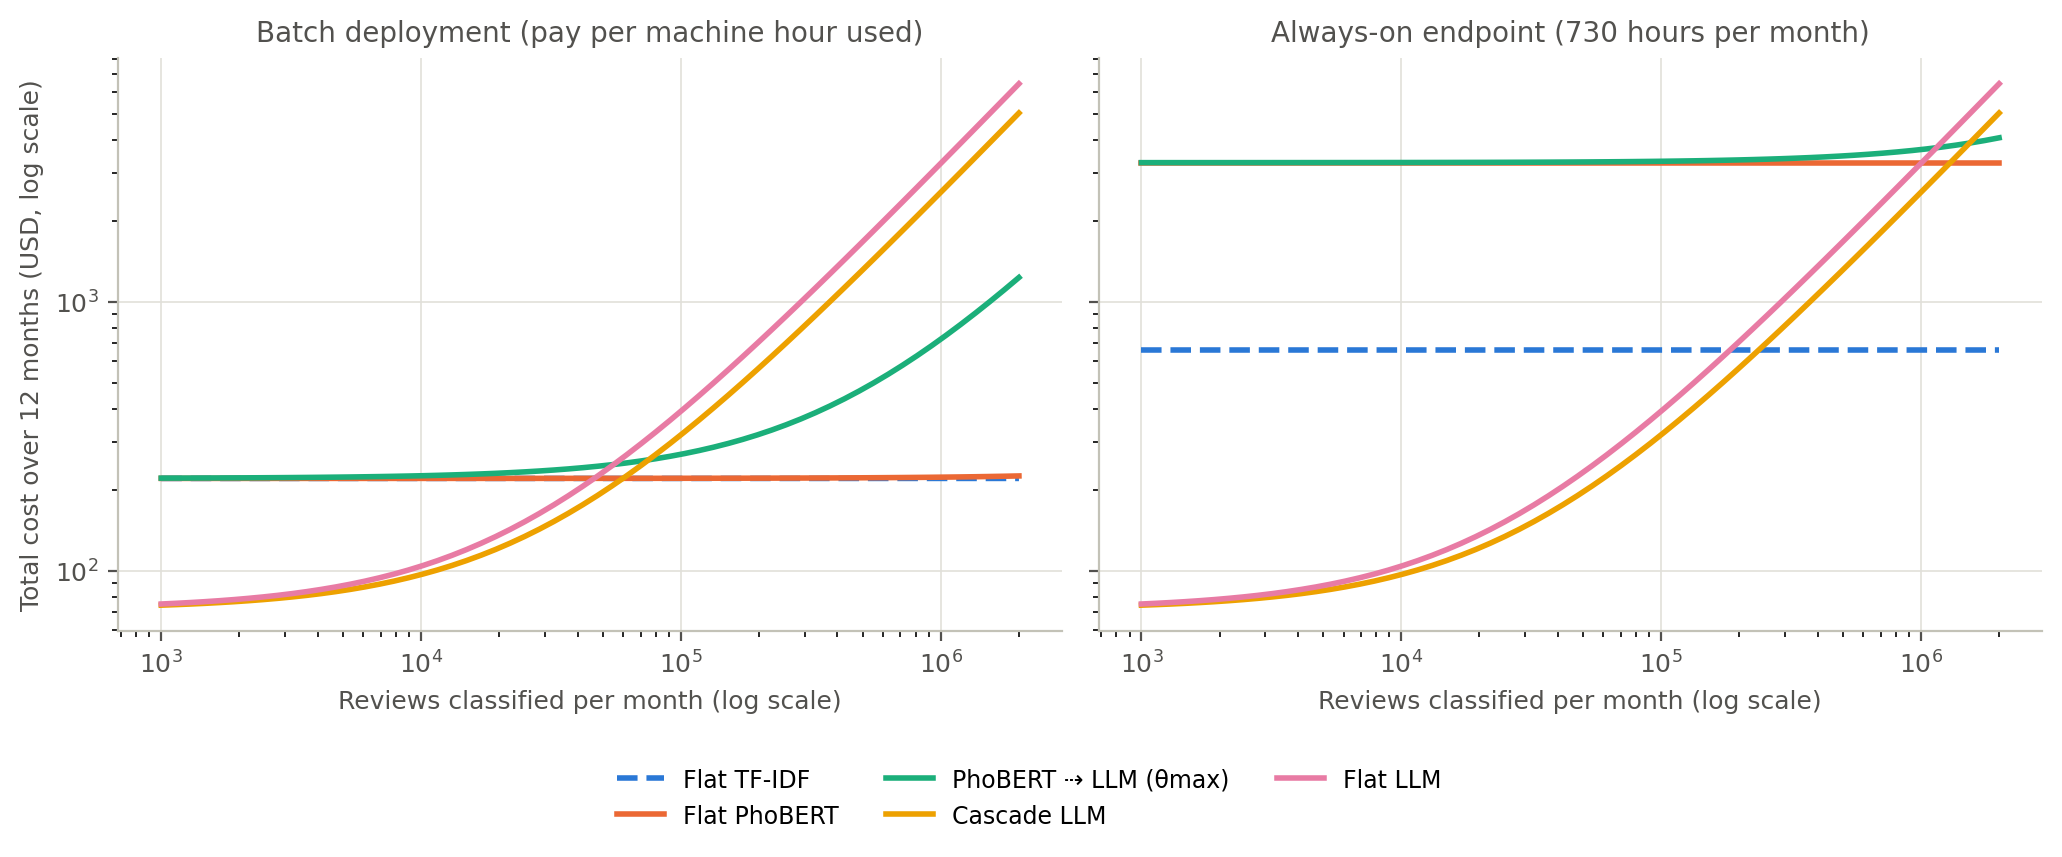 Batch deployment (pay per machine hour used)
Always-on endpoint (730 hours per month)
Total cost over 12 months (USD, log scale)
10³
10²
10³ 10⁴ 10⁵ 10⁶
10³ 10⁴ 10⁵ 10⁶
Reviews classified per month (log scale)
Reviews classified per month (log scale)
Flat TF-IDF
Flat PhoBERT
PhoBERT ⇢ LLM (θmax)
Cascade LLM
Flat LLM